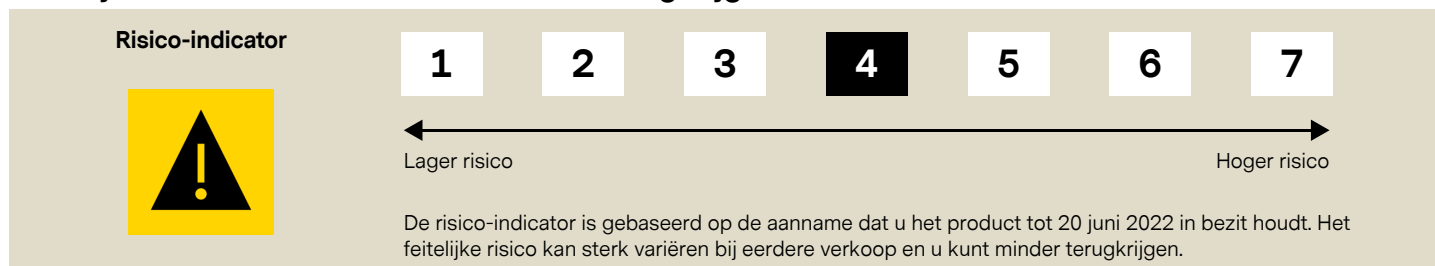 Risico-indicator
1 2 3 4 5 6 7
Lager risico Hoger risico
De risico-indicator is gebaseerd op de aanname dat u het product tot 20 juni 2022 in bezit houdt. Het
feitelijke risico kan sterk variëren bij eerdere verkoop en u kunt minder terugkrijgen.